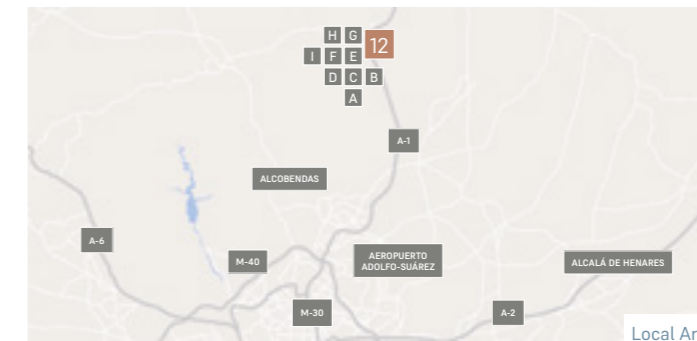 H G
12
I F E
D C B
A
A-1
ALCOBENDAS
A-6
M-40
AEROPUERTO
ADOLFO-SUÁREZ
ALCALÁ DE HENARES
M-30
A-2
Local Ar